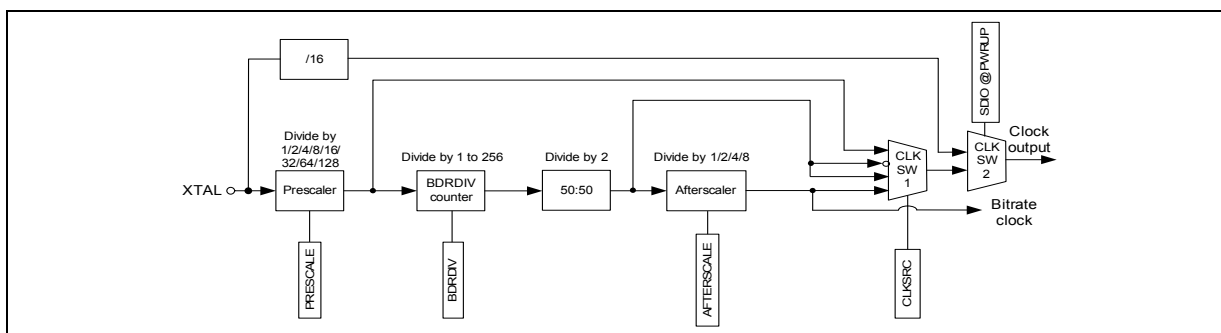 /16
SDIO @PWRUP
Divide by
1/2/4/8/16/
32/64/128
Divide by 1 to 256
Divide by 2
Divide by 1/2/4/8
CLK
SW
1
CLK
SW
2
Clock
output
XTAL
Prescaler
BDRDIV
counter
50:50
Afterscaler
Bitrate
clock
PRESCALE
BDRDIV
AFTERSCALE
CLKSRC